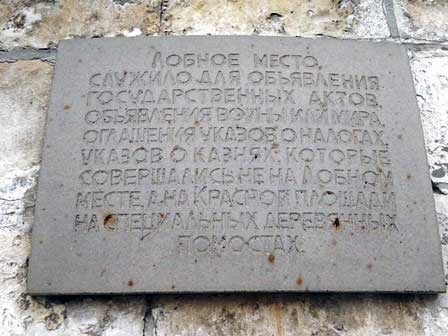 ЛОБНОЕ МЕСТО.
СЛУЖИЛО ДЛЯ ОБЪЯВЛЕНИЯ
ГОСУДАРСТВЕННЫХ АКТОВ,
ОБЪЯВЛЕНИЯ ВОЙНЫ ИЛИ МИРА,
ОГЛАШЕНИЯ УКАЗОВ О НАЛОГАХ,
УКАЗОВ О КАЗНЯХ, КОТОРЫЕ
СОВЕРШАЛИСЬ НЕ НА ЛОБНОМ
МЕСТЕ, А НА КРАСНОЙ ПЛОЩАДИ
НА СПЕЦИАЛЬНЫХ ДЕРЕВЯННЫХ
ПОМОСТАХ.